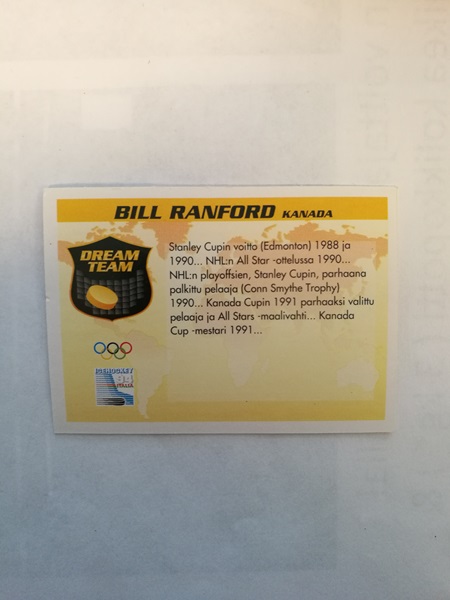 BILL RANFORD KANADA
DREAM
TEAM
Stanley Cupin voitto (Edmonton) 1988 ja
1990... NHL:n All Star -ottelussa 1990...
NHL:n playoffsien, Stanley Cupin, parhaana
palkittu pelaaja (Conn Smythe Trophy)
1990... Kanada Cupin 1991 parhaaksi valittu
pelaaja ja All Stars -maalivahti... Kanada
Cup -mestari 1991...
ICEHOCKEY
ITALIA